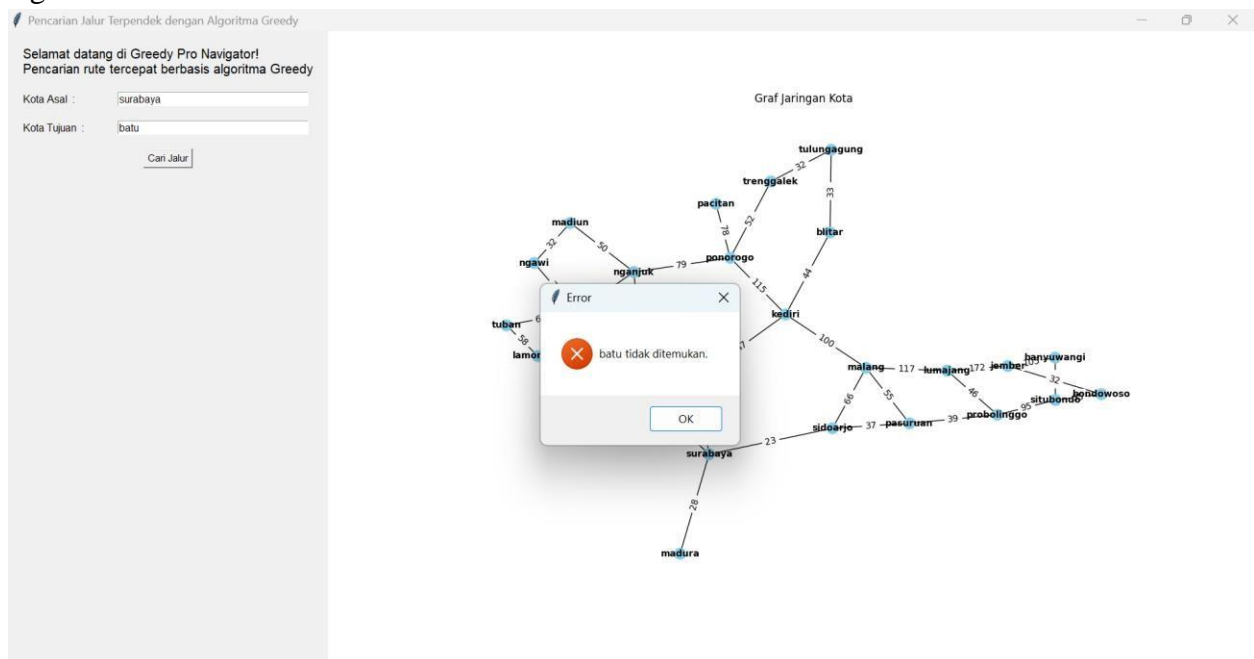 Pencarian Jalur Terpendek dengan Algoritma Greedy
Selamat datang di Greedy Pro Navigator!
Pencarian rute tercepat berbasis algoritma Greedy
Kota Asal :
surabaya
Kota Tujuan :
batu
Cari Jalur
Graf Jaringan Kota
tulungagung
32
trenggalek
33
pacitan
52
madiun
78
blitar
32
50
ponorogo
ngawi
79
nganjuk
44
115
Error
kediri
tuban
58
100
batu tidak ditemukan.
malang
117
lumajang
172
jember
banyuwangi
32
66
55
46
bondowoso
situbondo
OK
95
probolinggo
39
pasuruan
37
sidoarjo
23
surabaya
28
madura